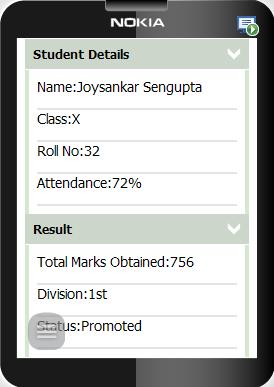 NOKIA
Student Details
Name:Joysankar Sengupta
Class:X
Roll No:32
Attendance:72%
Result
Total Marks Obtained:756
Division:1st
Status:Promoted